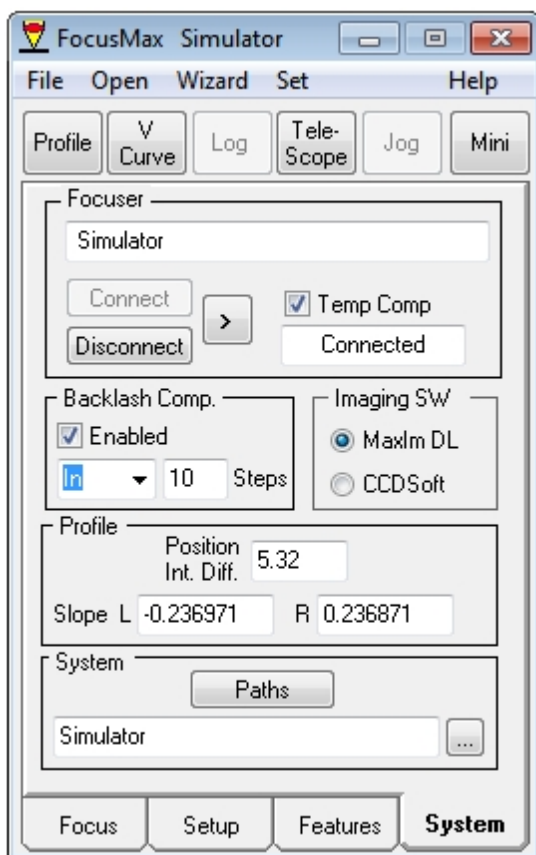 FocusMax Simulator
File Open Wizard Set Help
Profile V Curve Log Tele-Scope Jog Mini
Focuser
Simulator
Connect
> Temp Comp
Disconnect Connected
Backlash Comp. Imaging SW
Enabled MaxIm DL
In 10 Steps CCDSoft
Profile
Position
Int. Diff. 5.32
Slope L -0.236971 R 0.236871
System
Paths
Simulator ...
Focus Setup Features System